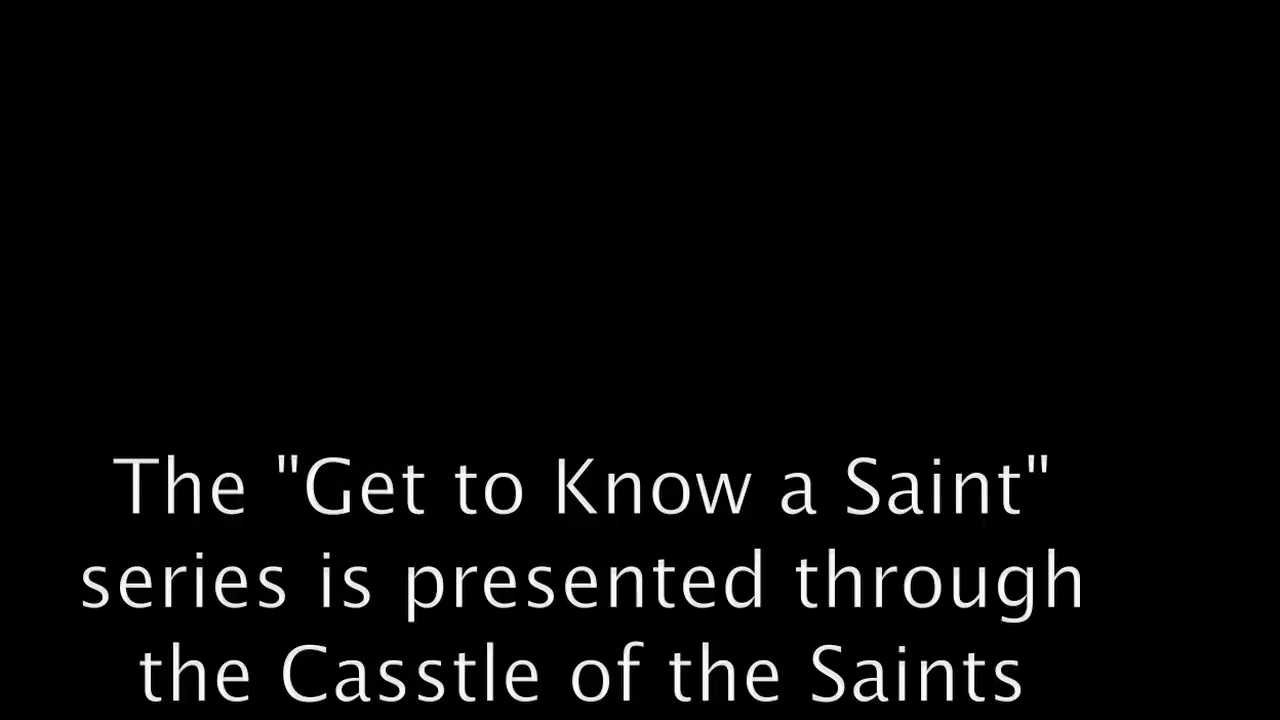 The "Get to Know a Saint"
series is presented through
the Casstle of the Saints